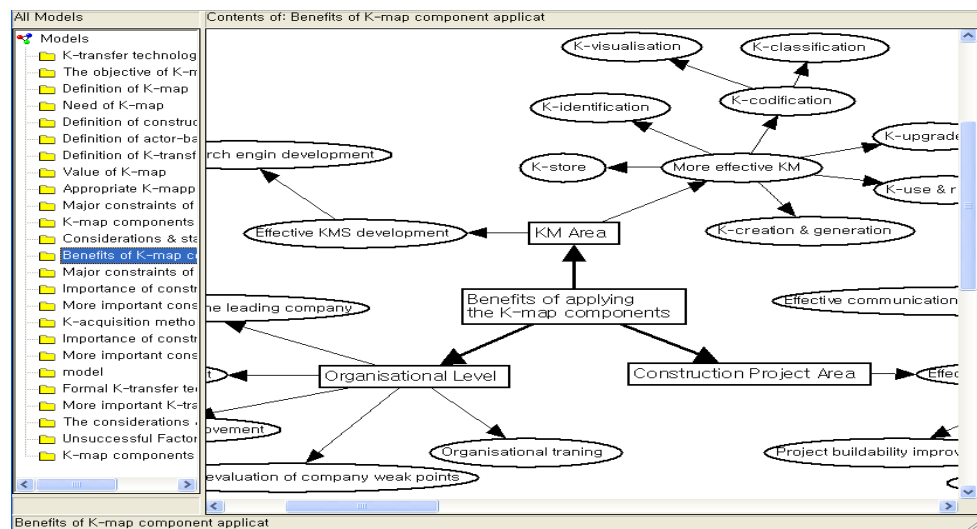 All Models
Contents of: Benefits of K-map component applicat
Models
K-transfer technolog
The objective of K-m
Definition of K-map
Need of K-map
Definition of construc
Definition of actor-ba
Definition of K-transf
Value of K-map
Appropriate K-mapp
Major constraints of
K-map components
Considerations & sta
Benefits of K-map co
Major constraints of
Importance of constr
More important cons
K-acquisition metho
Importance of constr
More important cons
model
Formal K-transfer te
More important K-tra
The considerations
Unsuccessful Factor
K-map components
K-visualisation
K-classification
K-identification
K-codification
K-upgrade
rch engin development
K-store
More effective KM
K-use & r
Effective KMS development
KM Area
K-creation & generation
Benefits of applying
the K-map components
Effective communication
ne leading company
Organisational Level
Construction Project Area
Effec
t
ovement
Organisational traning
Project buildability improv
evaluation of company weak points
Benefits of K-map component applicat